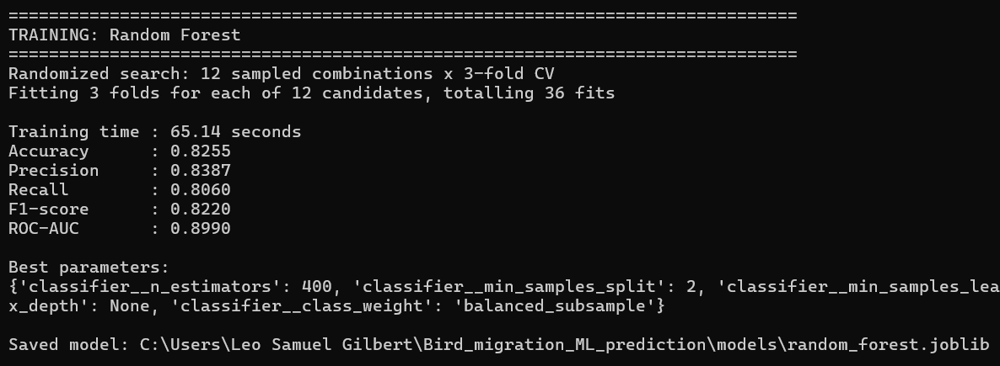 ==============================================================================
TRAINING: Random Forest
==============================================================================
Randomized search: 12 sampled combinations x 3-fold CV
Fitting 3 folds for each of 12 candidates, totalling 36 fits
Training time : 65.14 seconds
Accuracy      : 0.8255
Precision     : 0.8387
Recall        : 0.8060
F1-score      : 0.8220
ROC-AUC       : 0.8990
Best parameters:
{'classifier__n_estimators': 400, 'classifier__min_samples_split': 2, 'classifier__min_samples_lea
x_depth': None, 'classifier__class_weight': 'balanced_subsample'}
Saved model: C:\Users\Leo Samuel Gilbert\Bird_migration_ML_prediction\models\random_forest.joblib